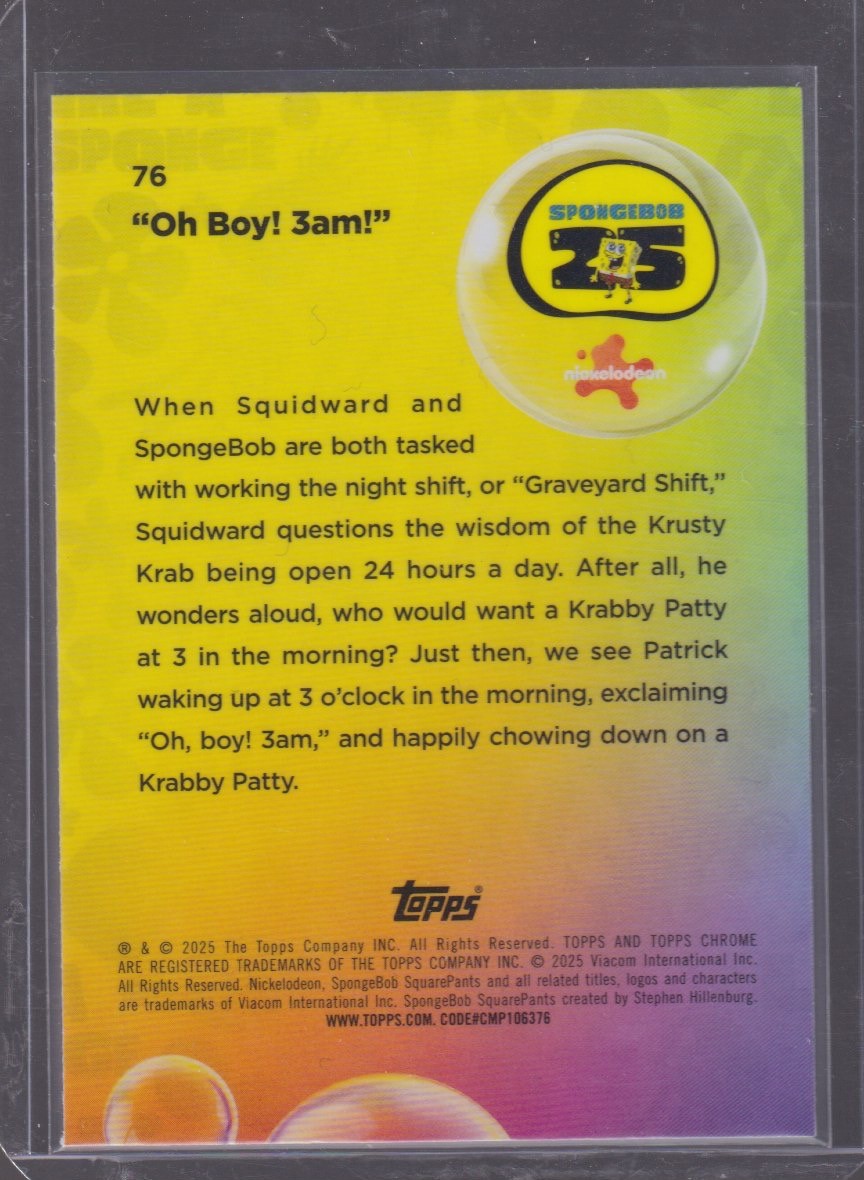 LIKE A
SPONGE
76
“Oh Boy! 3am!”
SPONGEBOB
25
nickelodeon
When Squidward and
SpongeBob are both tasked
with working the night shift, or “Graveyard Shift,”
Squidward questions the wisdom of the Krusty
Krab being open 24 hours a day. After all, he
wonders aloud, who would want a Krabby Patty
at 3 in the morning? Just then, we see Patrick
waking up at 3 o’clock in the morning, exclaiming
“Oh, boy! 3am,” and happily chowing down on a
Krabby Patty.
Topps®
® & © 2025 The Topps Company INC. All Rights Reserved. TOPPS AND TOPPS CHROME
ARE REGISTERED TRADEMARKS OF THE TOPPS COMPANY INC. © 2025 Viacom International Inc.
All Rights Reserved. Nickelodeon, SpongeBob SquarePants and all related titles, logos and characters
are trademarks of Viacom International Inc. SpongeBob SquarePants created by Stephen Hillenburg.
WWW.TOPPS.COM. CODE#CMP106376